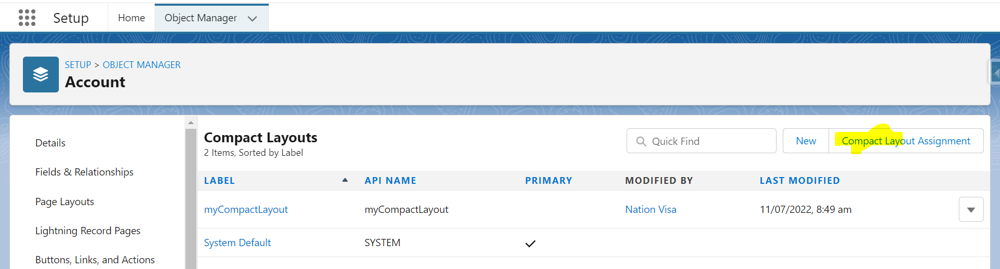 Setup Home Object Manager
SETUP > OBJECT MANAGER
Account
Details
Fields & Relationships
Page Layouts
Lightning Record Pages
Buttons, Links, and Actions
Compact Layouts
2 Items, Sorted by Label
Quick Find New Compact Layout Assignment
LABEL API NAME PRIMARY MODIFIED BY LAST MODIFIED
myCompactLayout myCompactLayout Nation Visa 11/07/2022, 8:49 am
System Default SYSTEM